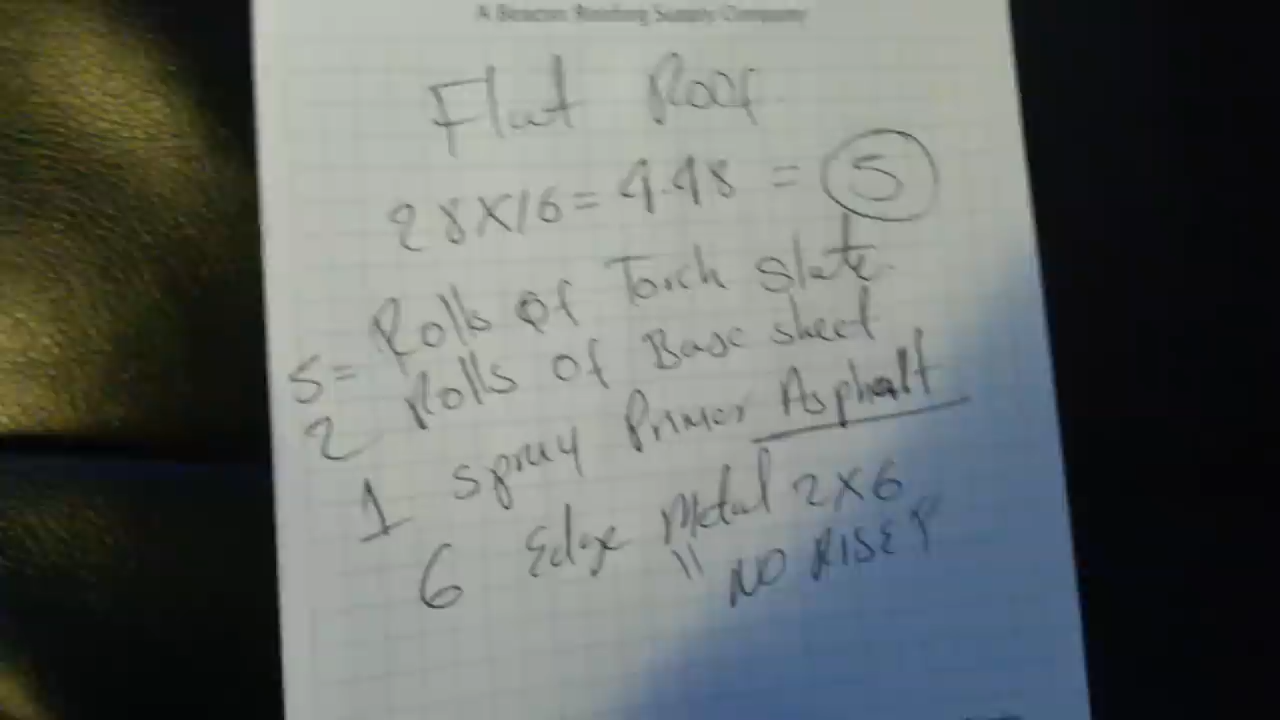 A Beacon Roofing Supply Company
Flat Roof
28X16= 4.48 = 5
5= Rolls of Torch Slate
2 Rolls of Base sheet
1 Spray Primer Asphalt
6 Edge Metal 2x6
" NO RISER